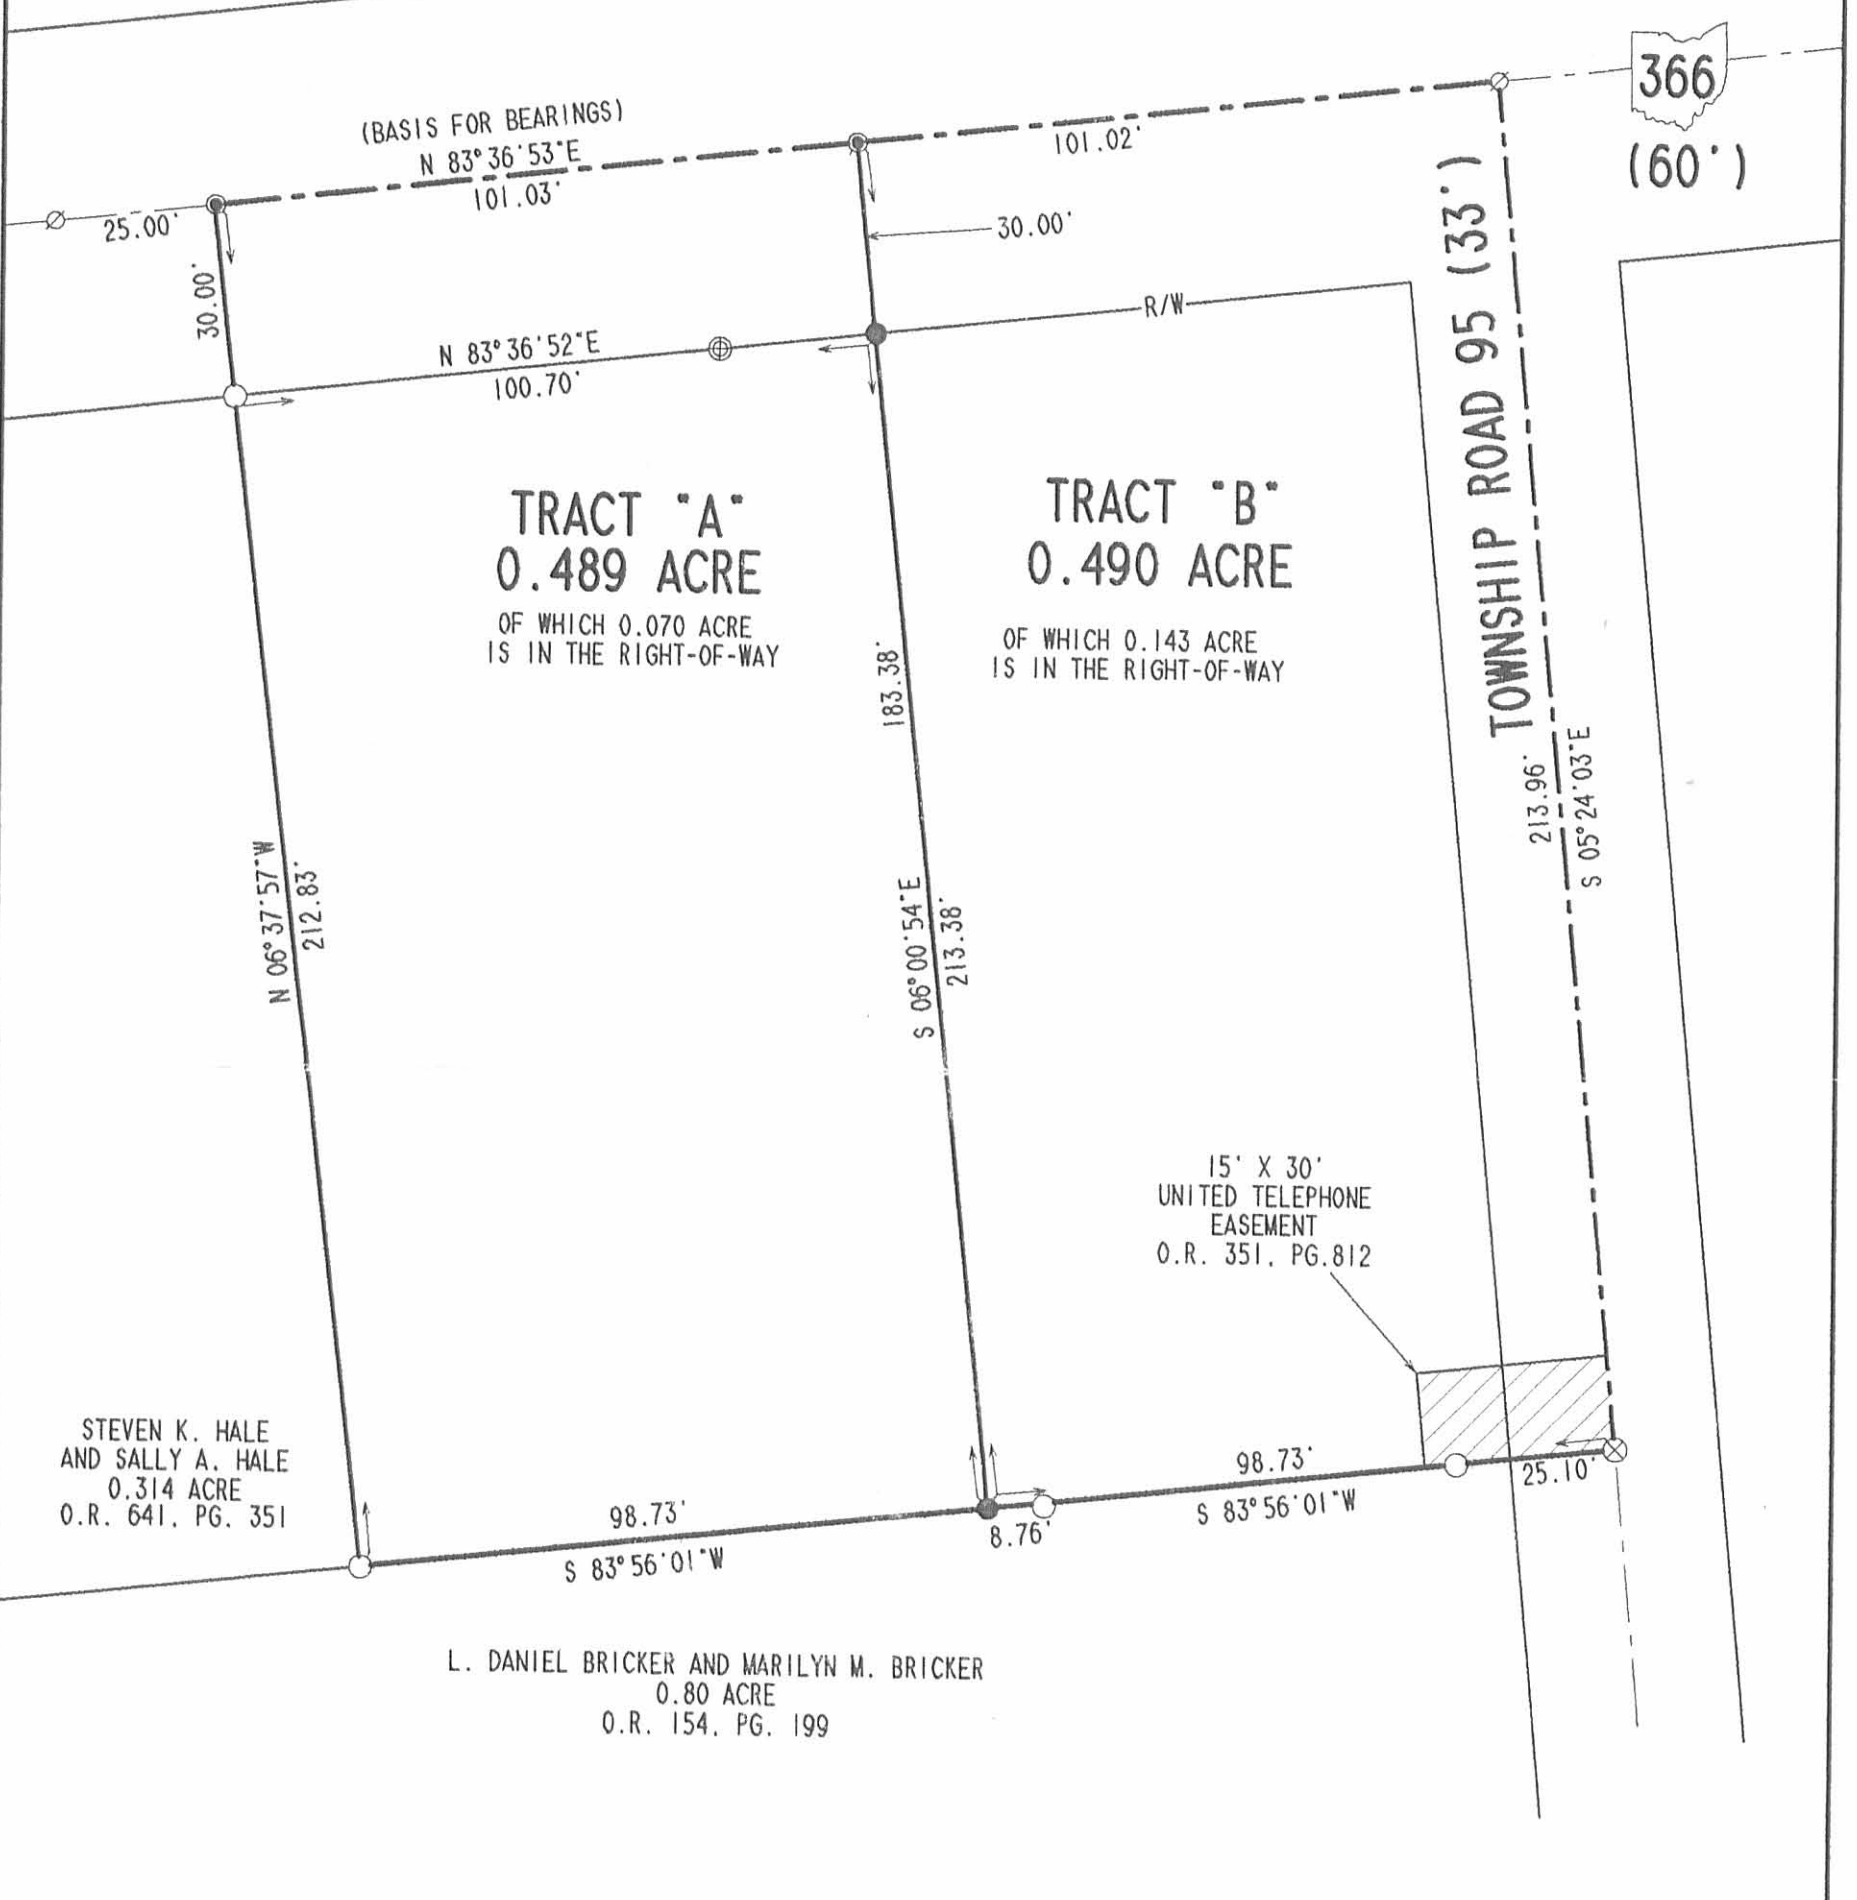 366
(60')
(BASIS FOR BEARINGS)
N 83°36'53"E
101.03'
101.02'
25.00'
30.00'
30.00'
R/W
N 83°36'52"E
100.70'
TOWNSHIP ROAD 95 (33')
TRACT "A"
0.489 ACRE
OF WHICH 0.070 ACRE
IS IN THE RIGHT-OF-WAY
TRACT "B"
0.490 ACRE
OF WHICH 0.143 ACRE
IS IN THE RIGHT-OF-WAY
183.38'
213.96'
S 05°24'03"E
N 06°37'57"W
212.83'
S 06°00'54"E
213.38'
15' X 30'
UNITED TELEPHONE
EASEMENT
O.R. 351, PG.812
STEVEN K. HALE
AND SALLY A. HALE
0.314 ACRE
O.R. 641, PG. 351
98.73'
S 83°56'01"W
8.76'
98.73'
S 83°56'01"W
25.10'
L. DANIEL BRICKER AND MARILYN M. BRICKER
0.80 ACRE
O.R. 154, PG. 199